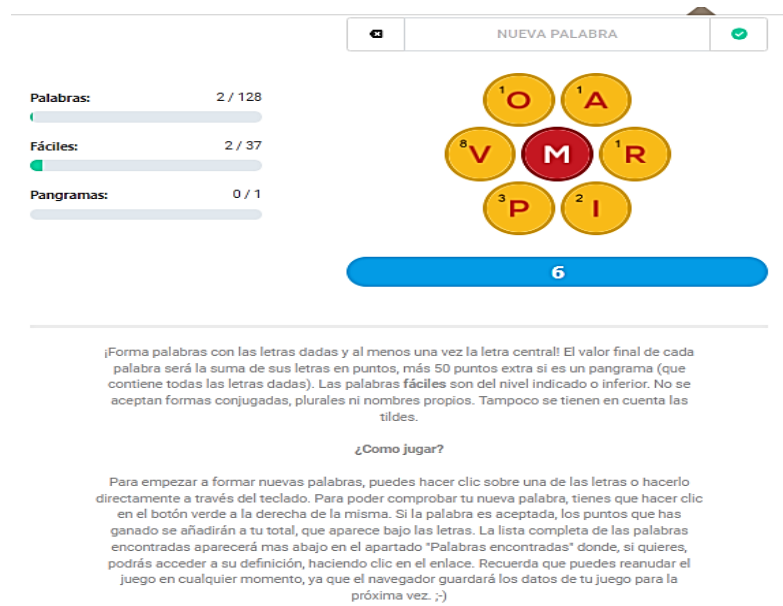 NUEVA PALABRA
Palabras: 2 / 128
Fáciles: 2 / 37
Pangramas: 0 / 1
1 O 1 A
8 V M 1 R
3 P 2 I
6
¡Forma palabras con las letras dadas y al menos una vez la letra central! El valor final de cada
palabra será la suma de sus letras en puntos, más 50 puntos extra si es un pangrama (que
contiene todas las letras dadas). Las palabras fáciles son del nivel indicado o inferior. No se
aceptan formas conjugadas, plurales ni nombres propios. Tampoco se tienen en cuenta las
tildes.
¿Como jugar?
Para empezar a formar nuevas palabras, puedes hacer clic sobre una de las letras o hacerlo
directamente a través del teclado. Para poder comprobar tu nueva palabra, tienes que hacer clic
en el botón verde a la derecha de la misma. Si la palabra es aceptada, los puntos que has
ganado se añadirán a tu total, que aparece bajo las letras. La lista completa de las palabras
encontradas aparecerá mas abajo en el apartado "Palabras encontradas" donde, si quieres,
podrás acceder a su definición, haciendo clic en el enlace. Recuerda que puedes reanudar el
juego en cualquier momento, ya que el navegador guardará los datos de tu juego para la
próxima vez. ;-)